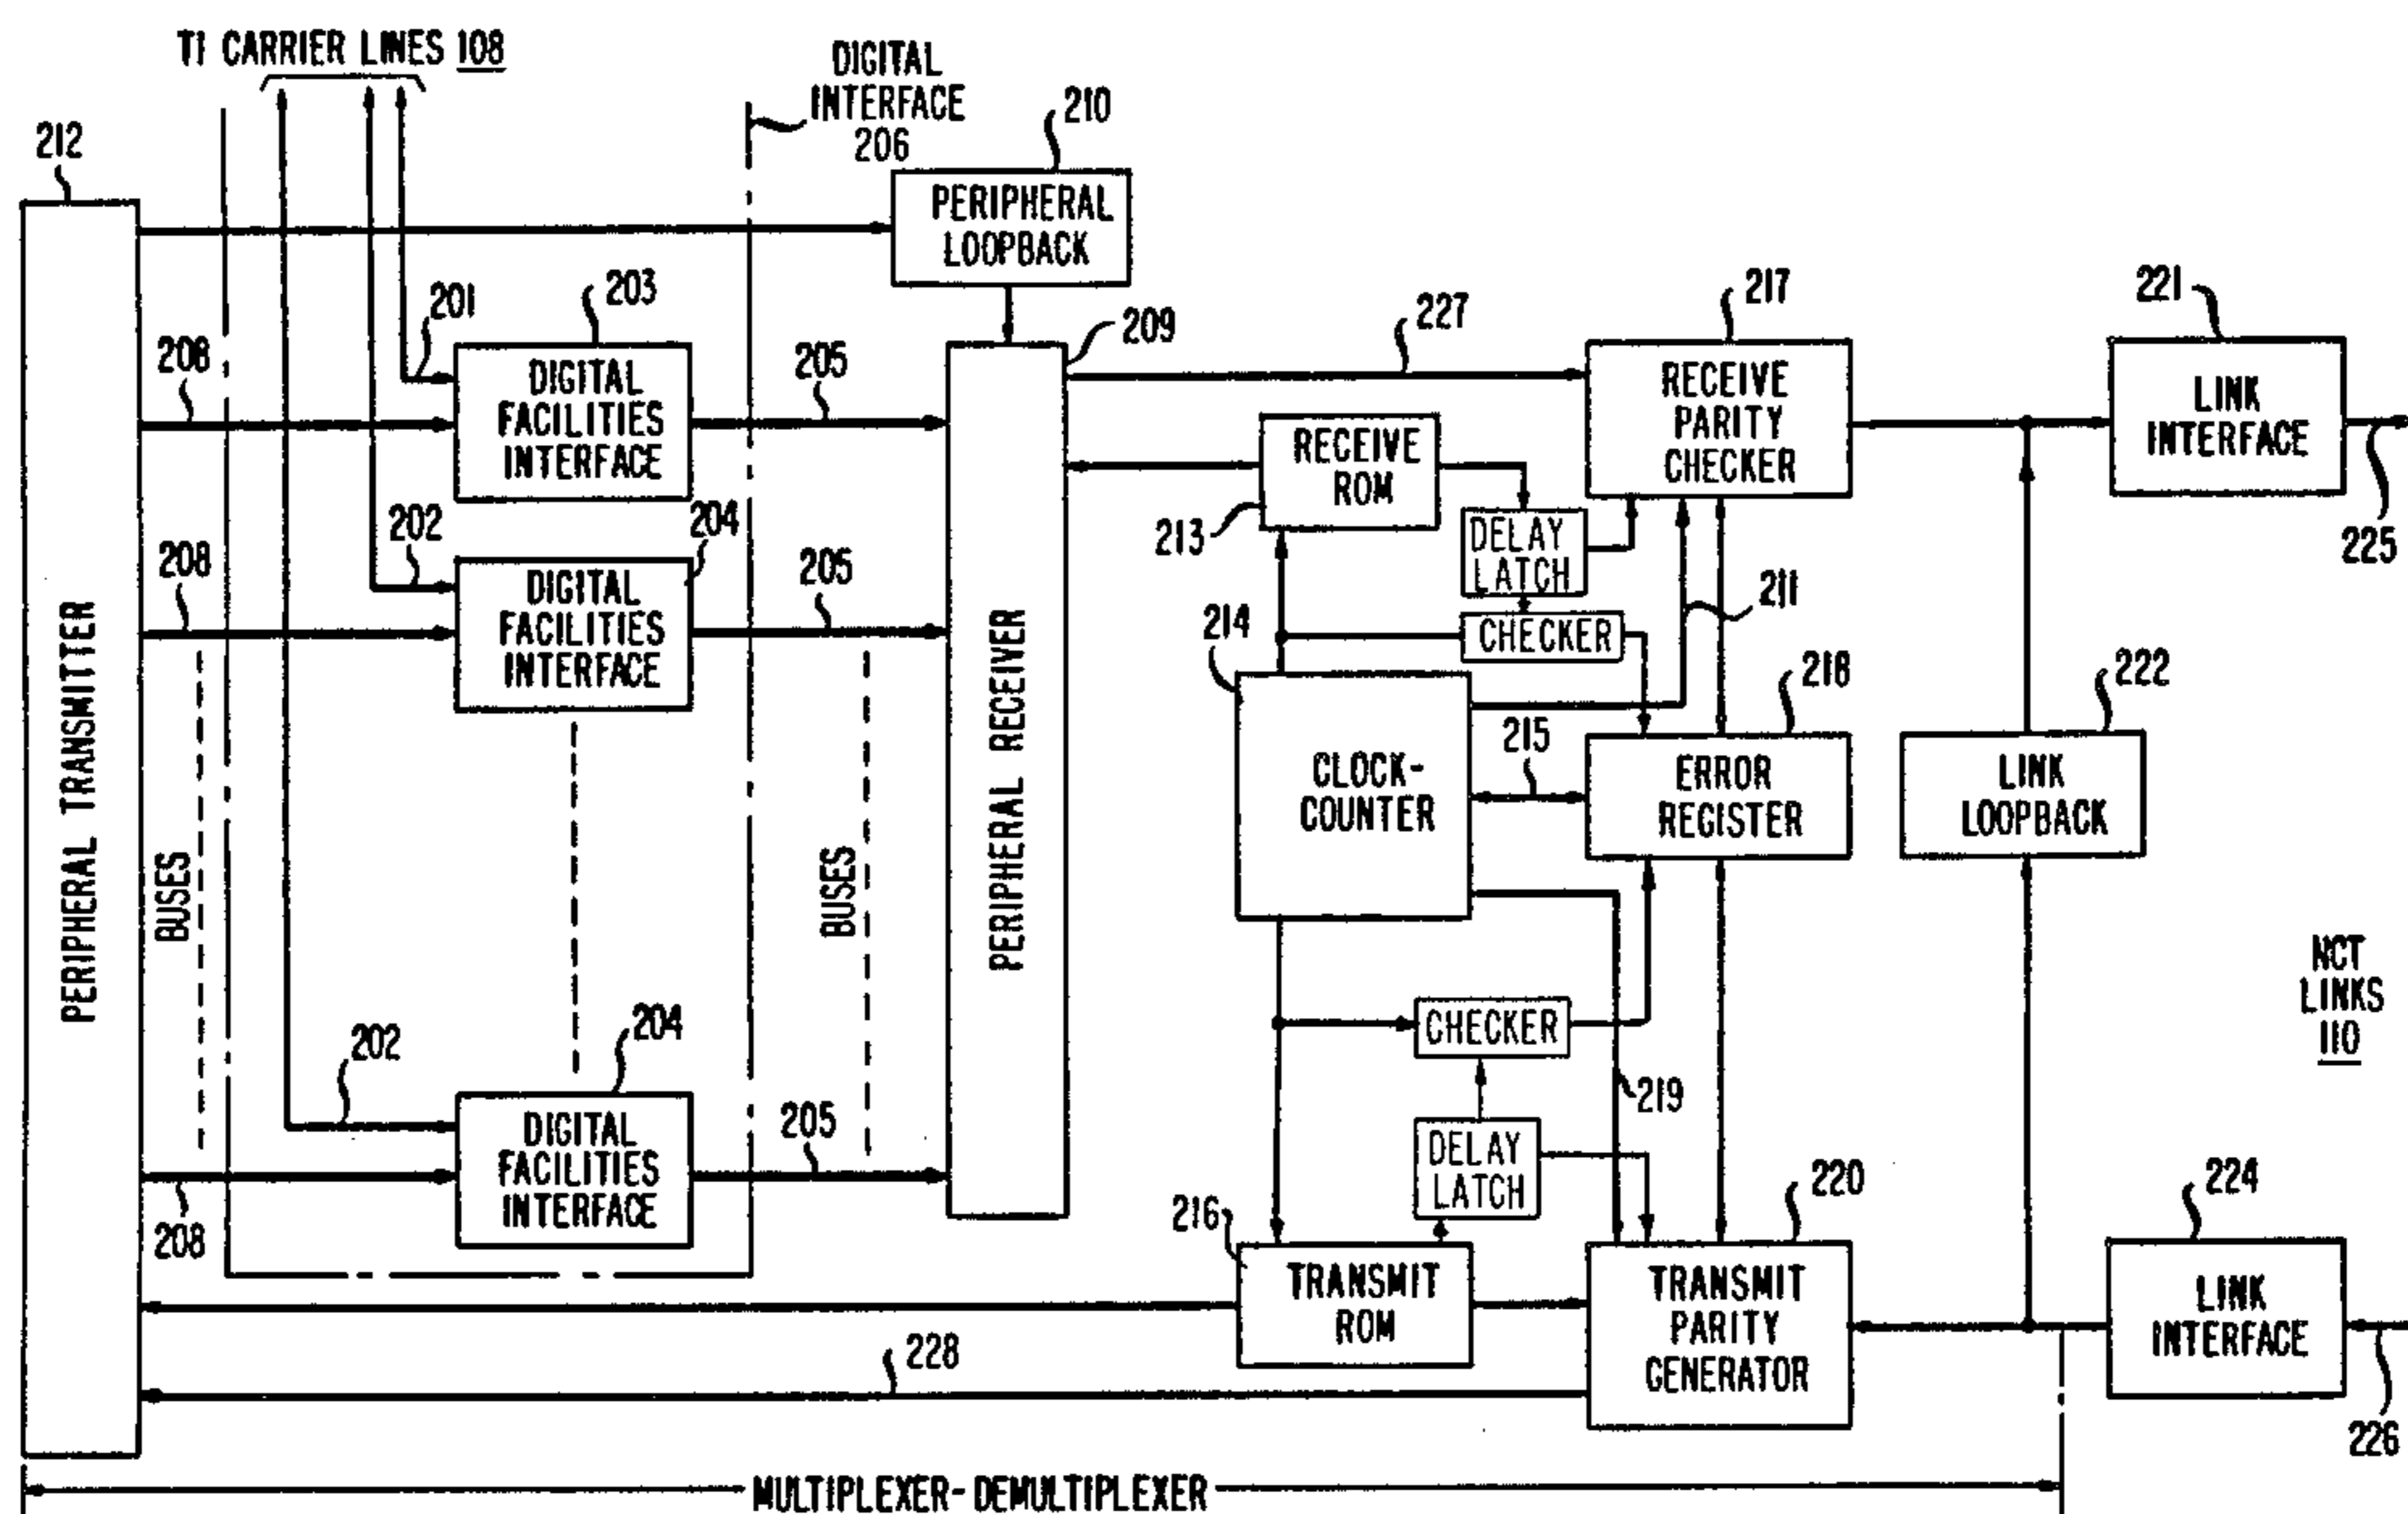 T1 CARRIER LINES 108
DIGITAL
INTERFACE
206
210
212
PERIPHERAL
LOOPBACK
201
203
209
227
217
221
208
DIGITAL
FACILITIES
INTERFACE
205
RECEIVE
PARITY
CHECKER
LINK
INTERFACE
RECEIVE
ROM
213
225
202
204
208
DIGITAL
FACILITIES
INTERFACE
205
DELAY
LATCH
211
CHECKER
214
218
222
PERIPHERAL TRANSMITTER
BUSES
BUSES
PERIPHERAL RECEIVER
CLOCK-
COUNTER
215
ERROR
REGISTER
LINK
LOOPBACK
NCT
LINKS
110
202
204
CHECKER
219
208
DIGITAL
FACILITIES
INTERFACE
205
DELAY
LATCH
216
220
224
TRANSMIT
ROM
TRANSMIT
PARITY
GENERATOR
LINK
INTERFACE
226
228
MULTIPLEXER-DEMULTIPLEXER